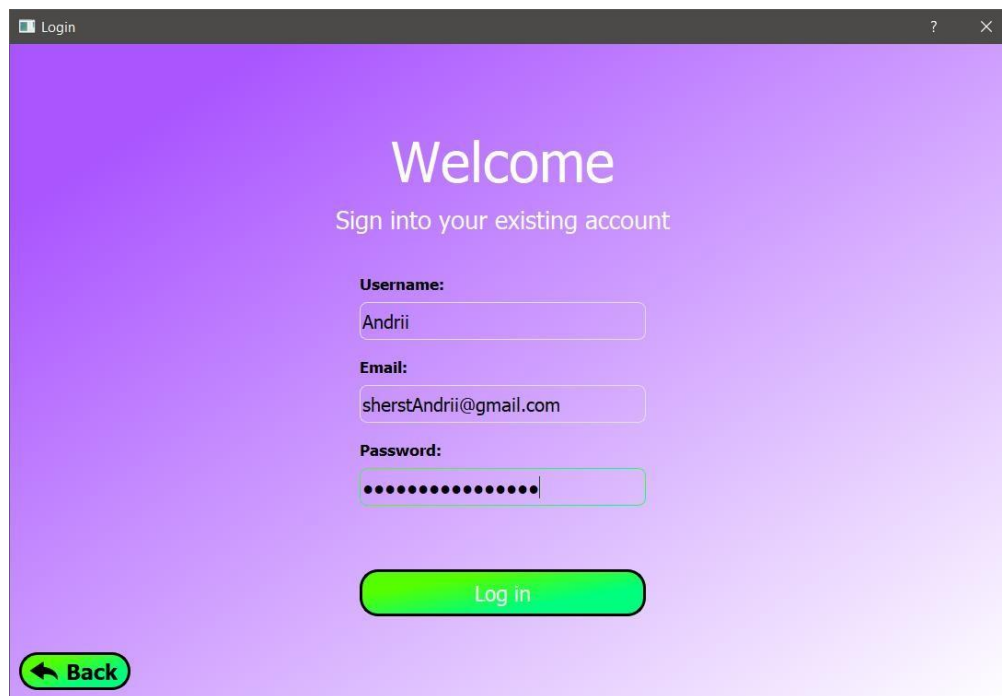 Login
Welcome
Sign into your existing account
Username:
Andrii
Email:
sherstAndrii@gmail.com
Password:
●●●●●●●●●●●●●●●●
Log in
Back